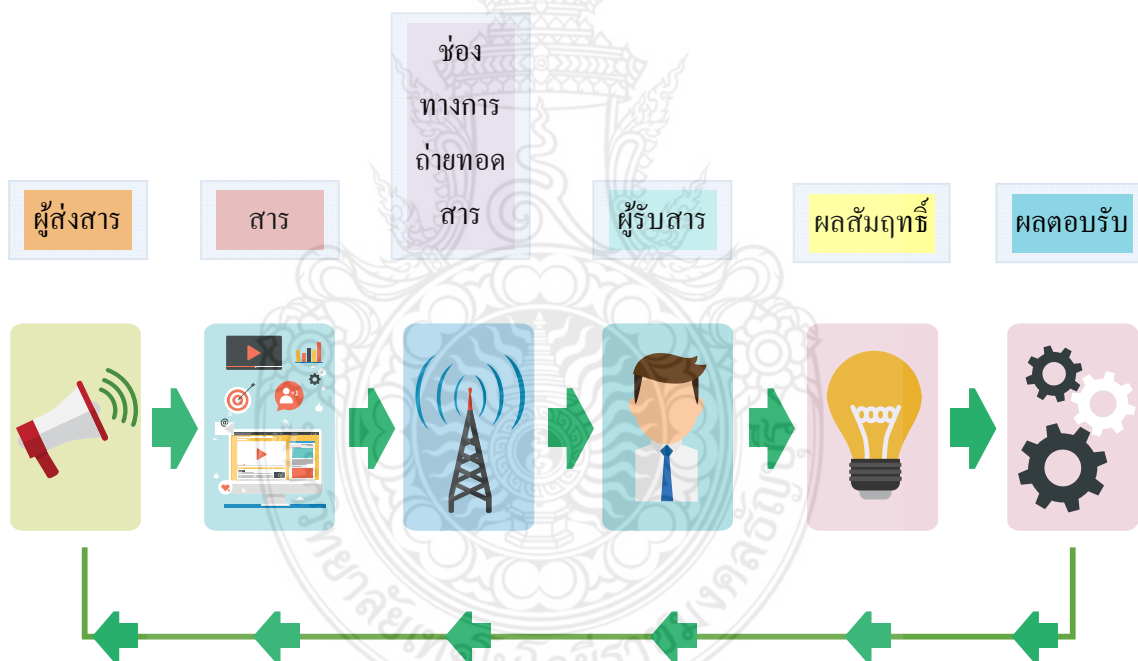 ช่อง
ทางการ
ถ่ายทอด
สาร
ผู้ส่งสาร
สาร
ผู้รับสาร
ผลสัมฤทธิ์
ผลตอบรับ